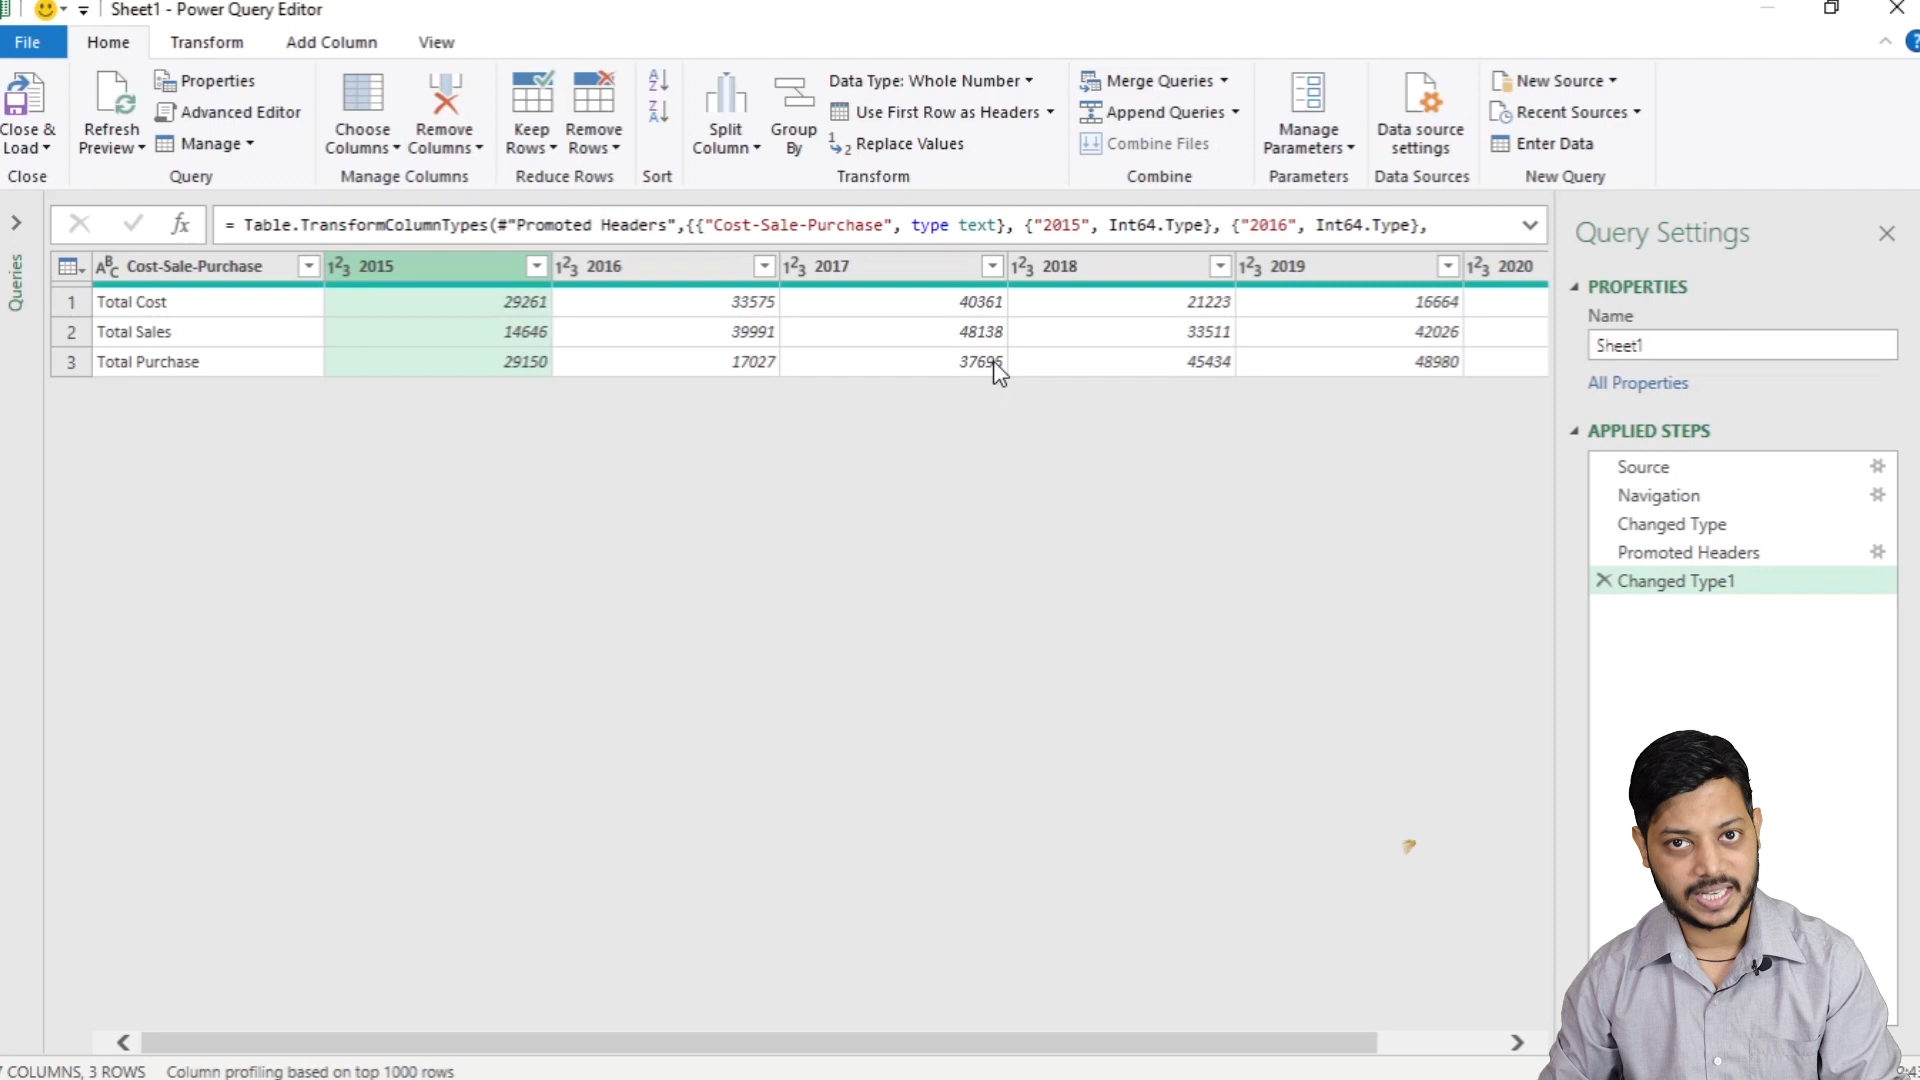 Sheet1 - Power Query Editor
File Home Transform Add Column View
Close & Load
Refresh Preview
Properties
Advanced Editor
Manage
Choose Columns
Remove Columns
Keep Rows
Remove Rows
Split Column
Group By
Data Type: Whole Number
Use First Row as Headers
Replace Values
Merge Queries
Append Queries
Combine Files
Manage Parameters
Data source settings
New Source
Recent Sources
Enter Data
Close Query Manage Columns Reduce Rows Sort Transform Combine Parameters Data Sources New Query
fx = Table.TransformColumnTypes(#"Promoted Headers",{{"Cost-Sale-Purchase", type text}, {"2015", Int64.Type}, {"2016", Int64.Type},
Queries
Cost-Sale-Purchase 2015 2016 2017 2018 2019 2020
1 Total Cost 29261 33575 40361 21223 16664
2 Total Sales 14646 39991 48138 33511 42026
3 Total Purchase 29150 17027 37695 45434 48980
Query Settings
PROPERTIES
Name
Sheet1
All Properties
APPLIED STEPS
Source
Navigation
Changed Type
Promoted Headers
Changed Type1
7 COLUMNS, 3 ROWS Column profiling based on top 1000 rows